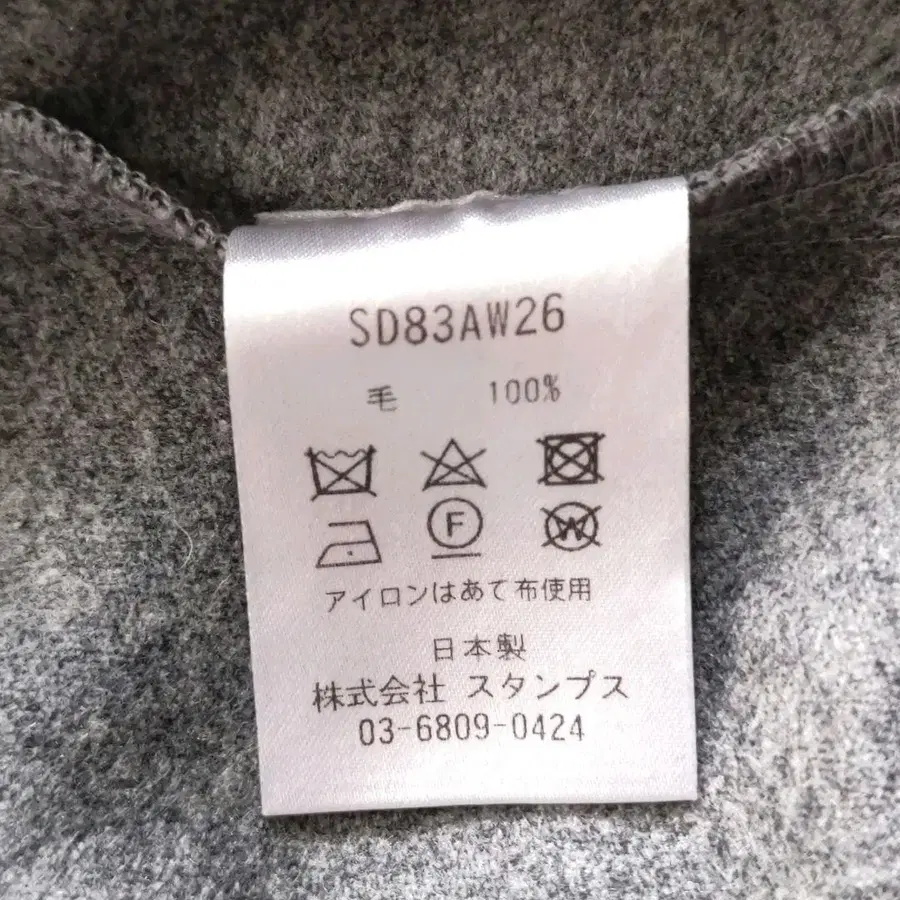 SD83AW26
毛 100%
F W
アイロンはあて布使用
日本製
株式会社 スタンプス
03-6809-0424